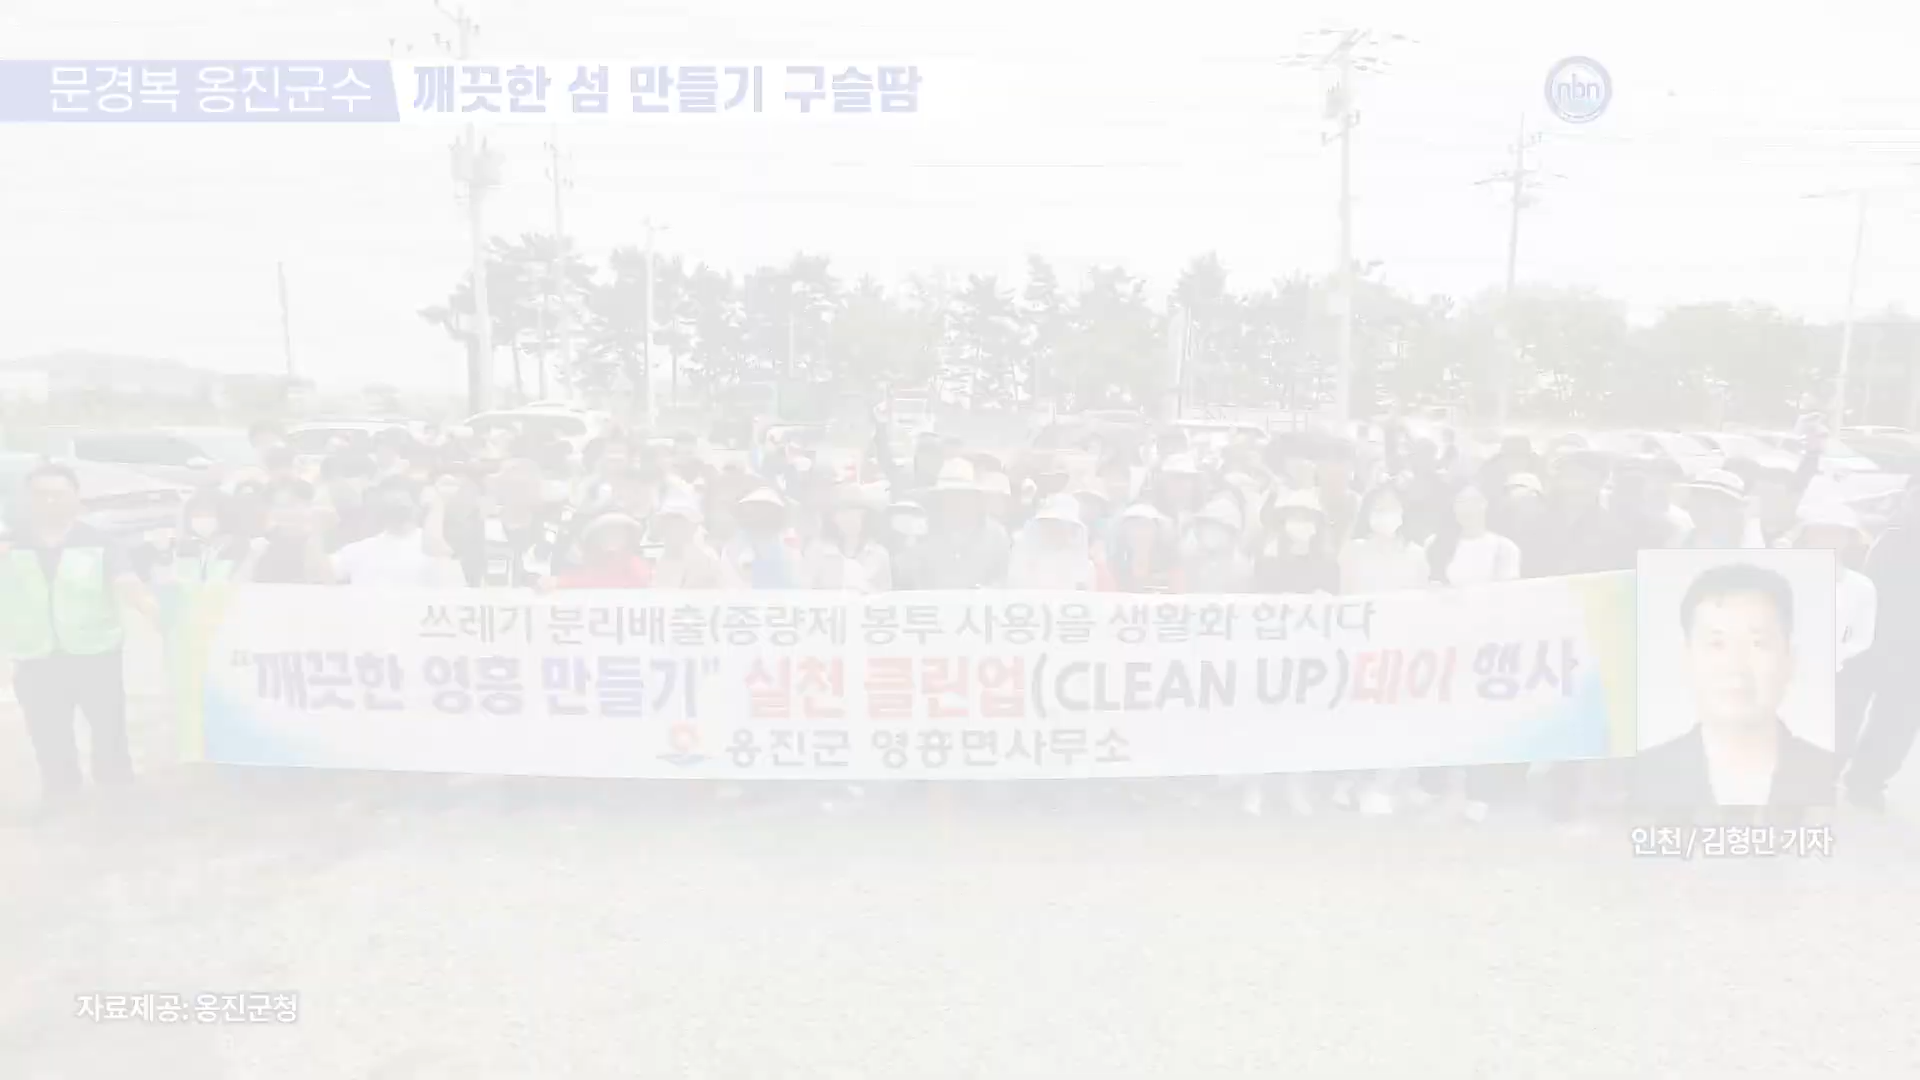 문경복 옹진군수 깨끗한 섬 만들기 구슬땀
nbn
쓰레기 분리배출(종량제 봉투 사용)을 생활화 합시다
"깨끗한 영흥 만들기" 실천 클린업(CLEAN UP)데이 행사
옹진군 영흥면사무소
인천 / 김형민 기자
자료제공: 옹진군청